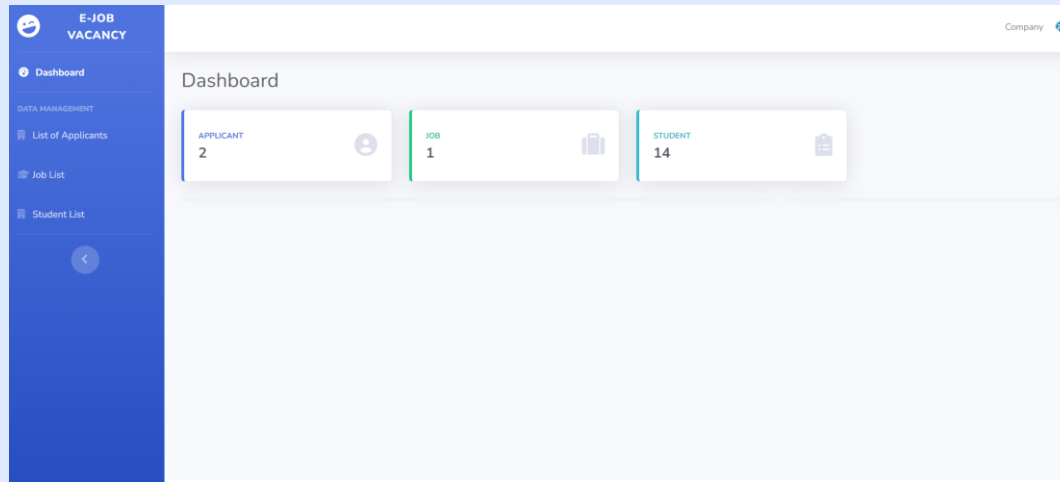 E-JOB
VACANCY
Dashboard
DATA MANAGEMENT
List of Applicants
Job List
Student List
Company
Dashboard
APPLICANT
2
JOB
1
STUDENT
14